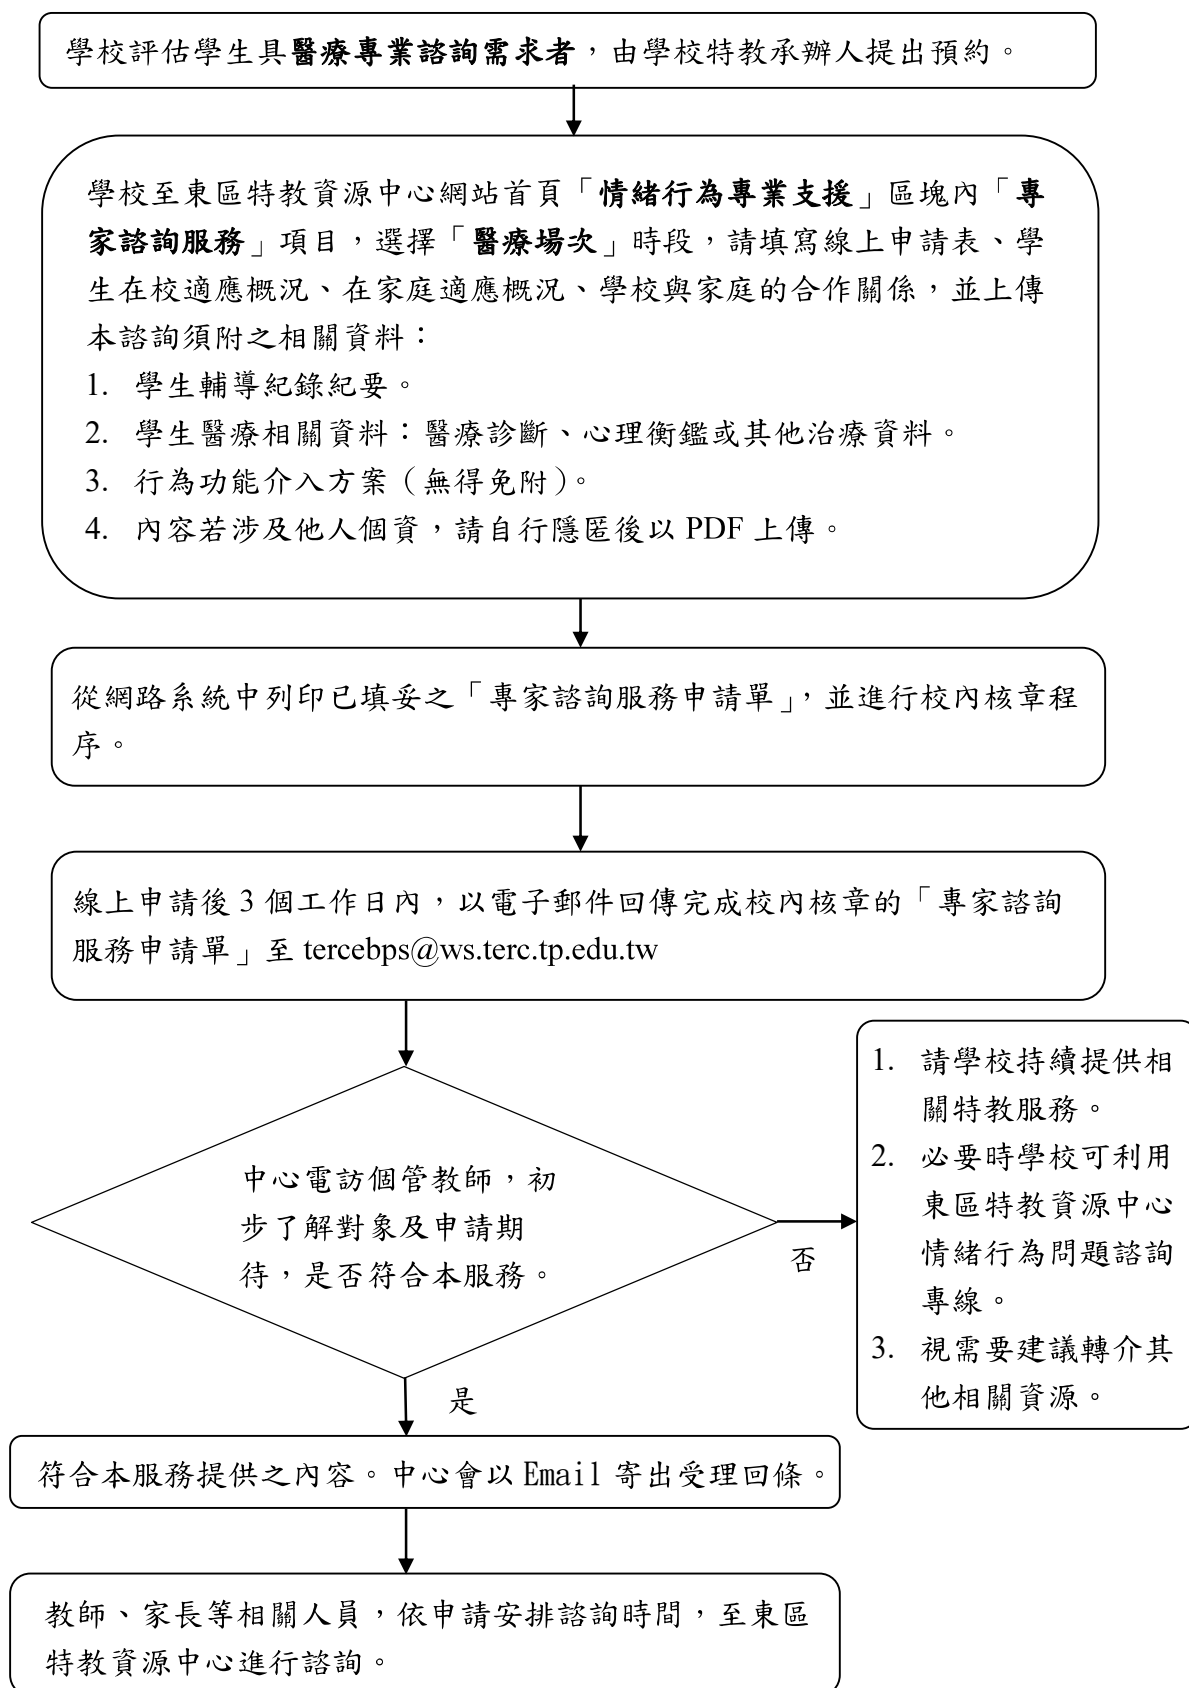 學校評估學生具醫療專業諮詢需求者，由學校特教承辦人提出預約。
學校至東區特教資源中心網站首頁「情緒行為專業支援」區塊內「專
家諮詢服務」項目，選擇「醫療場次」時段，請填寫線上申請表、學
生在校適應概況、在家庭適應概況、學校與家庭的合作關係，並上傳
本諮詢須附之相關資料：
1. 學生輔導紀錄紀要。
2. 學生醫療相關資料：醫療診斷、心理衡鑑或其他治療資料。
3. 行為功能介入方案（無得免附）。
4. 內容若涉及他人個資，請自行隱匿後以 PDF 上傳。
從網路系統中列印已填妥之「專家諮詢服務申請單」，並進行校內核章程
序。
線上申請後 3 個工作日內，以電子郵件回傳完成校內核章的「專家諮詢
服務申請單」至 tercebps@ws.terc.tp.edu.tw
中心電訪個管教師，初
步了解對象及申請期
待，是否符合本服務。
否
1. 請學校持續提供相
關特教服務。
2. 必要時學校可利用
東區特教資源中心
情緒行為問題諮詢
專線。
3. 視需要建議轉介其
他相關資源。
是
符合本服務提供之內容。中心會以 Email 寄出受理回條。
教師、家長等相關人員，依申請安排諮詢時間，至東區
特教資源中心進行諮詢。